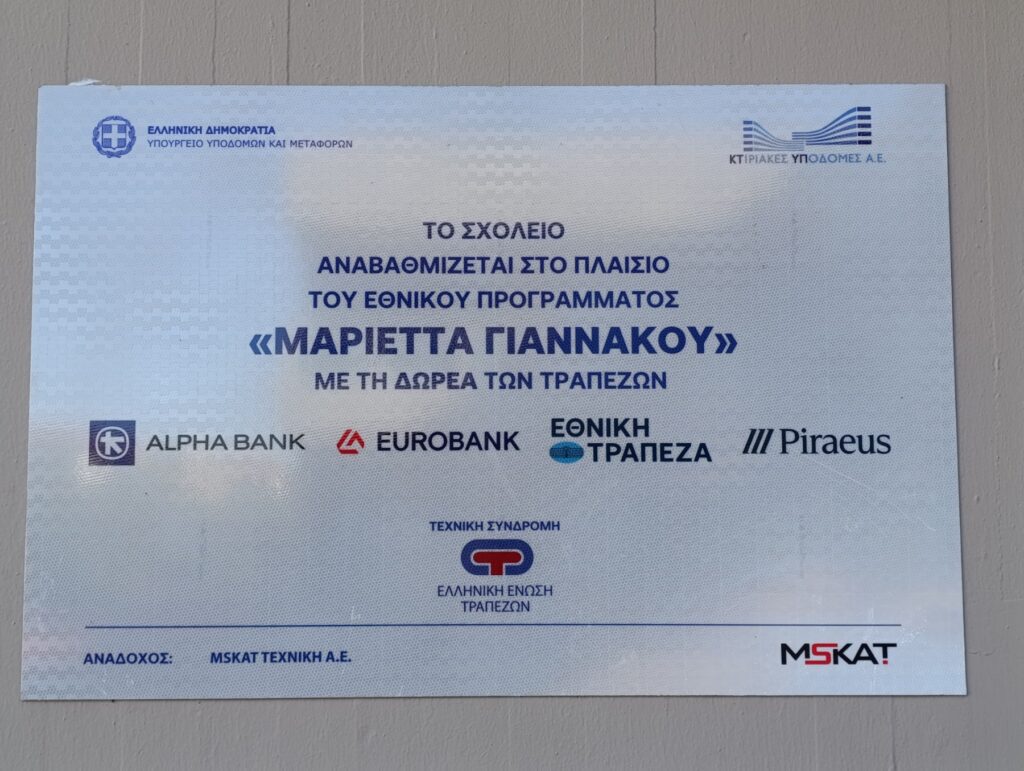 ΕΛΛΗΝΙΚΗ ΔΗΜΟΚΡΑΤΙΑ
ΥΠΟΥΡΓΕΙΟ ΥΠΟΔΟΜΩΝ ΚΑΙ ΜΕΤΑΦΟΡΩΝ
ΚΤΙΡΙΑΚΕΣ ΥΠΟΔΟΜΕΣ Α.Ε.
ΤΟ ΣΧΟΛΕΙΟ
ΑΝΑΒΑΘΜΙΖΕΤΑΙ ΣΤΟ ΠΛΑΙΣΙΟ
ΤΟΥ ΕΘΝΙΚΟΥ ΠΡΟΓΡΑΜΜΑΤΟΣ
«ΜΑΡΙΕΤΤΑ ΓΙΑΝΝΑΚΟΥ»
ΜΕ ΤΗ ΔΩΡΕΑ ΤΩΝ ΤΡΑΠΕΖΩΝ
ALPHA BANK
EUROBANK
ΕΘΝΙΚΗ
ΤΡΑΠΕΖΑ
Piraeus
ΤΕΧΝΙΚΗ ΣΥΝΔΡΟΜΗ
ΕΛΛΗΝΙΚΗ ΕΝΩΣΗ
ΤΡΑΠΕΖΩΝ
ΑΝΑΔΟΧΟΣ: MSKAT ΤΕΧΝΙΚΗ Α.Ε.
MSKAT